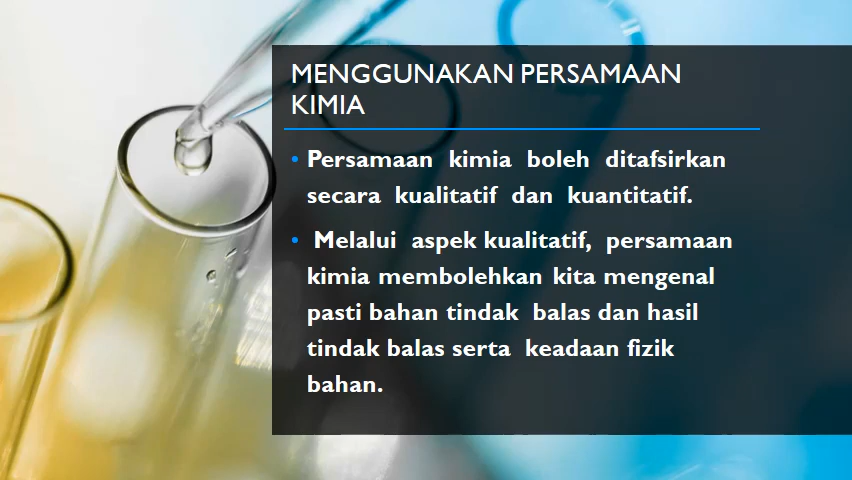 MENGGUNAKAN PERSAMAAN
KIMIA
• Persamaan kimia boleh ditafsirkan
secara kualitatif dan kuantitatif.
• Melalui aspek kualitatif, persamaan
kimia membolehkan kita mengenal
pasti bahan tindak balas dan hasil
tindak balas serta keadaan fizik
bahan.